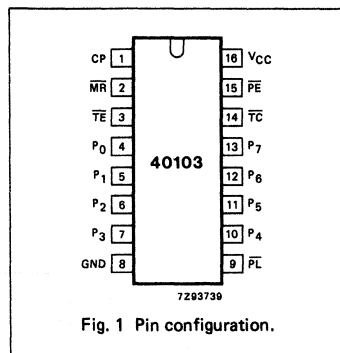 CP 1 16 VCC
MR 2 15 PE
TE 3 14 TC
P0 4 13 P7
40103
P1 5 12 P6
P2 6 11 P5
P3 7 10 P4
GND 8 9 PL
7Z93739
Fig. 1 Pin configuration.